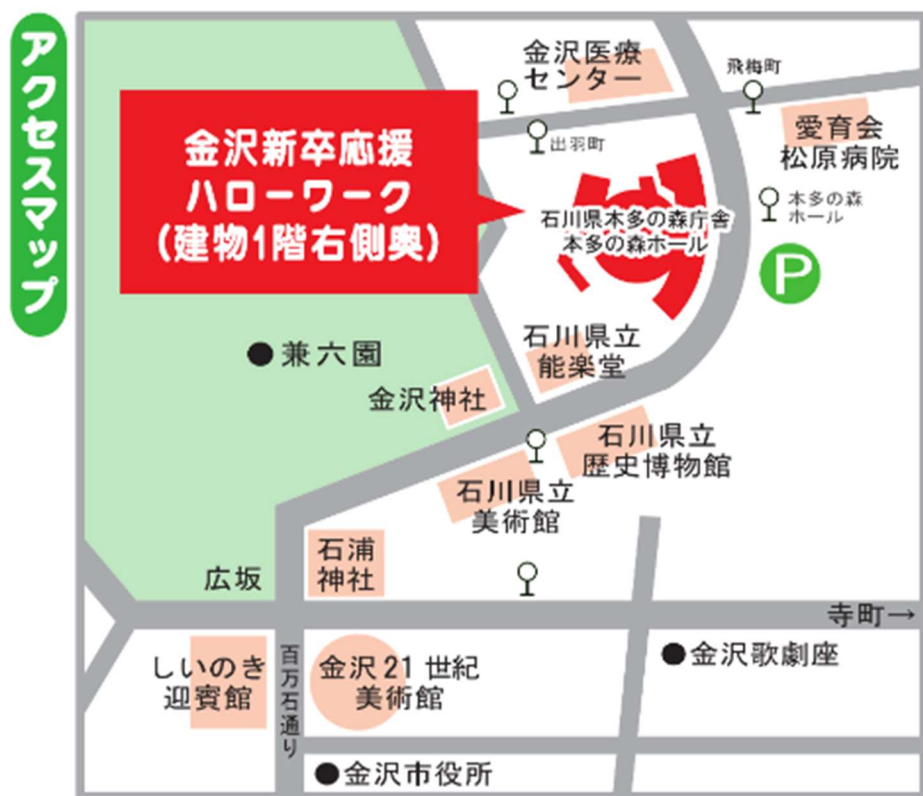 アクセスマップ
金沢医療
センター
飛梅町
出羽町
愛育会
松原病院
金沢新卒応援
ハローワーク
(建物1階右側奥)
石川県本多の森庁舎
本多の森ホール
本多の森
ホール
P
石川県立
能楽堂
●兼六園
金沢神社
石川県立
歴史博物館
石川県立
美術館
石浦
神社
広坂
寺町→
しいのき
迎賓館
百万石通り
金沢21世紀
美術館
●金沢歌劇座
●金沢市役所